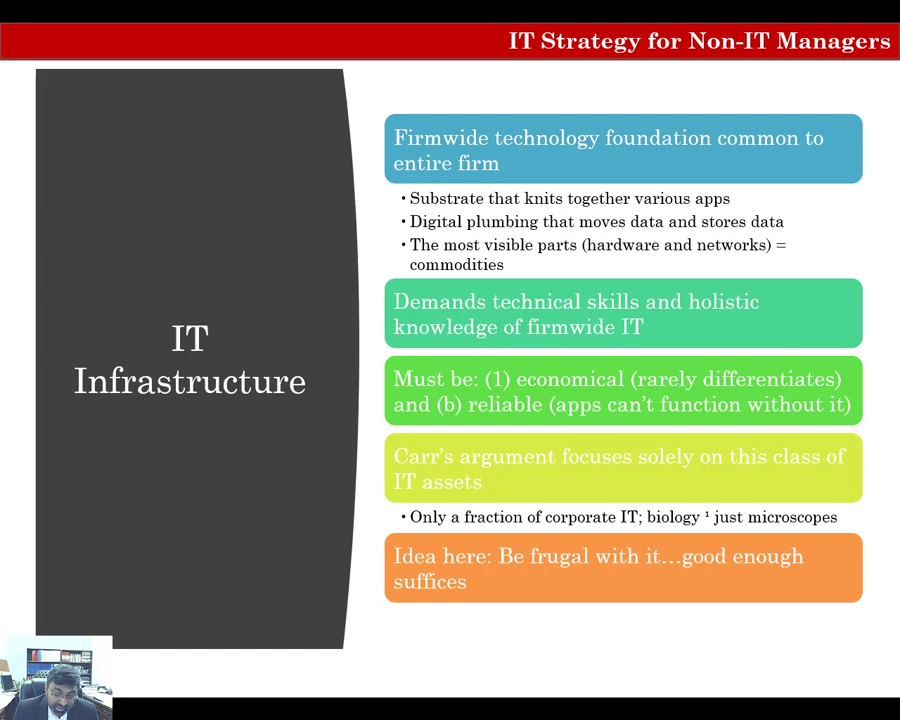 IT Strategy for Non-IT Managers
IT
Infrastructure
Firmwide technology foundation common to
entire firm
• Substrate that knits together various apps
• Digital plumbing that moves data and stores data
• The most visible parts (hardware and networks) =
commodities
Demands technical skills and holistic
knowledge of firmwide IT
Must be: (1) economical (rarely differentiates)
and (b) reliable (apps can't function without it)
Carr's argument focuses solely on this class of
IT assets
• Only a fraction of corporate IT; biology ¹ just microscopes
Idea here: Be frugal with it…good enough
suffices